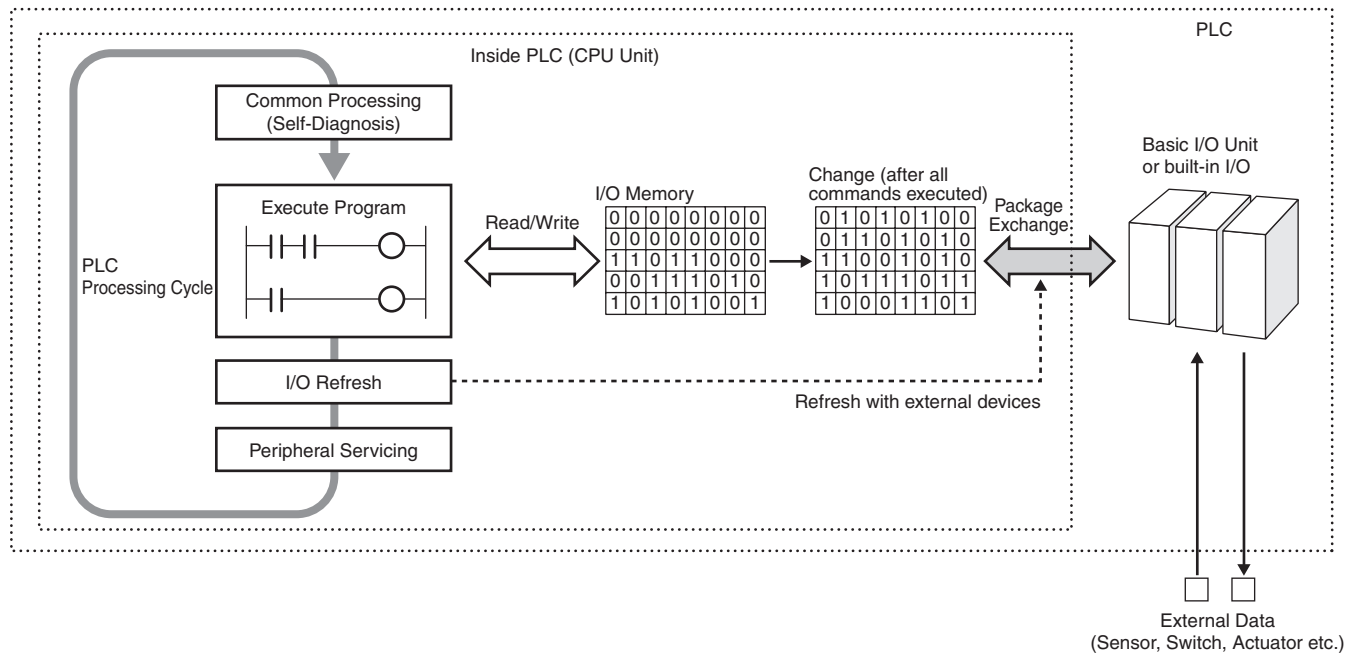 PLC
Inside PLC (CPU Unit)
Common Processing
(Self-Diagnosis)
Execute Program
PLC
Processing Cycle
I/O Refresh
Peripheral Servicing
Read/Write
I/O Memory
0 0 0 0 0 0 0 0
0 0 0 0 0 0 0 0
1 1 0 1 1 0 0 0
0 0 1 1 1 0 1 0
1 0 1 0 1 0 0 1
Change (after all
commands executed)
0 1 0 1 0 1 0 0
0 1 1 0 1 0 1 0
1 1 0 0 1 0 1 0
1 0 1 1 1 0 1 1
1 0 0 0 1 1 0 1
Package
Exchange
Refresh with external devices
Basic I/O Unit
or built-in I/O
External Data
(Sensor, Switch, Actuator etc.)